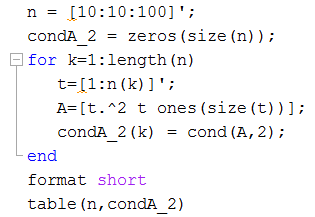 n = [10:10:100]';
condA_2 = zeros(size(n));
for k=1:length(n)
t=[1:n(k)]';
A=[t.^2 t ones(size(t))];
condA_2(k) = cond(A,2);
end
format short
table(n,condA_2)